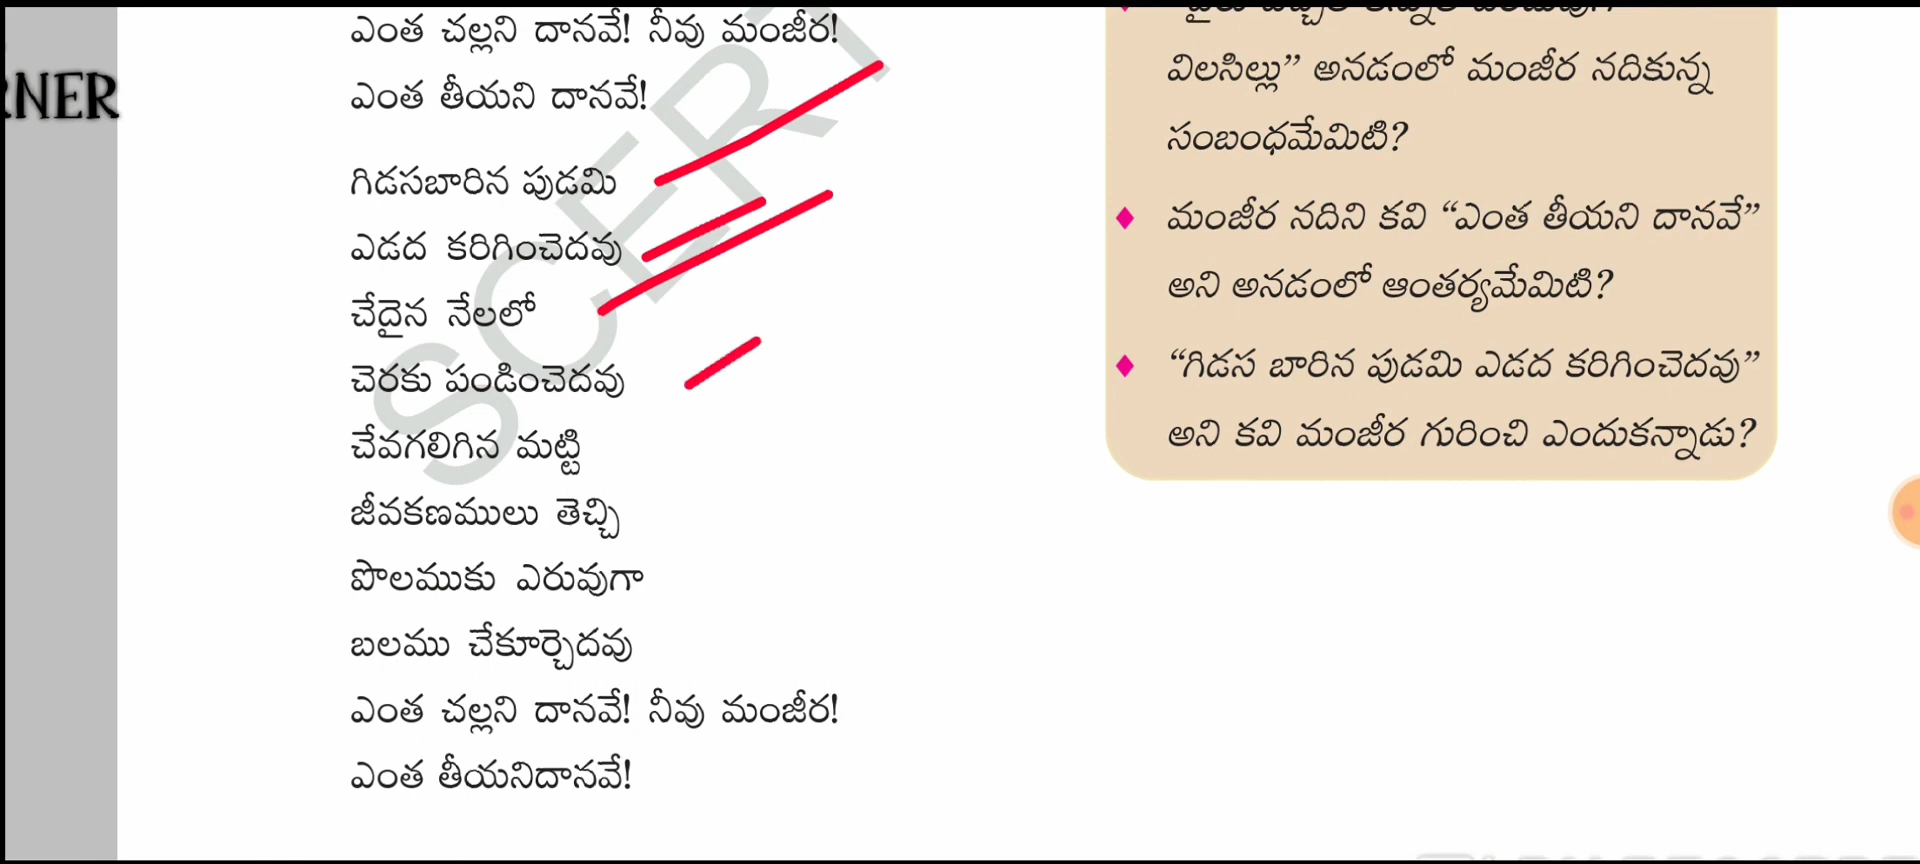 RNER
ఎంత చల్లని దానవే! నీవు మంజీర!
ఎంత తీయని దానవే!
గిడసబారిన పుడమి
ఎడద కరిగించెదవు
చేదైన నేలలో
చెరకు పండించెదవు
చేవగలిగిన మట్టి
జీవకణములు తెచ్చి
పొలముకు ఎరువుగా
బలము చేకూర్చెదవు
ఎంత చల్లని దానవే! నీవు మంజీర!
ఎంత తీయనిదానవే!
SCERT
విలసిల్లు” అనడంలో మంజీర నదికున్న
సంబంధమేమిటి?
♦ మంజీర నదిని కవి “ఎంత తీయని దానవే”
అని అనడంలో ఆంతర్యమేమిటి?
♦ “గిడస బారిన పుడమి ఎడద కరిగించెదవు”
అని కవి మంజీర గురించి ఎందుకన్నాడు?